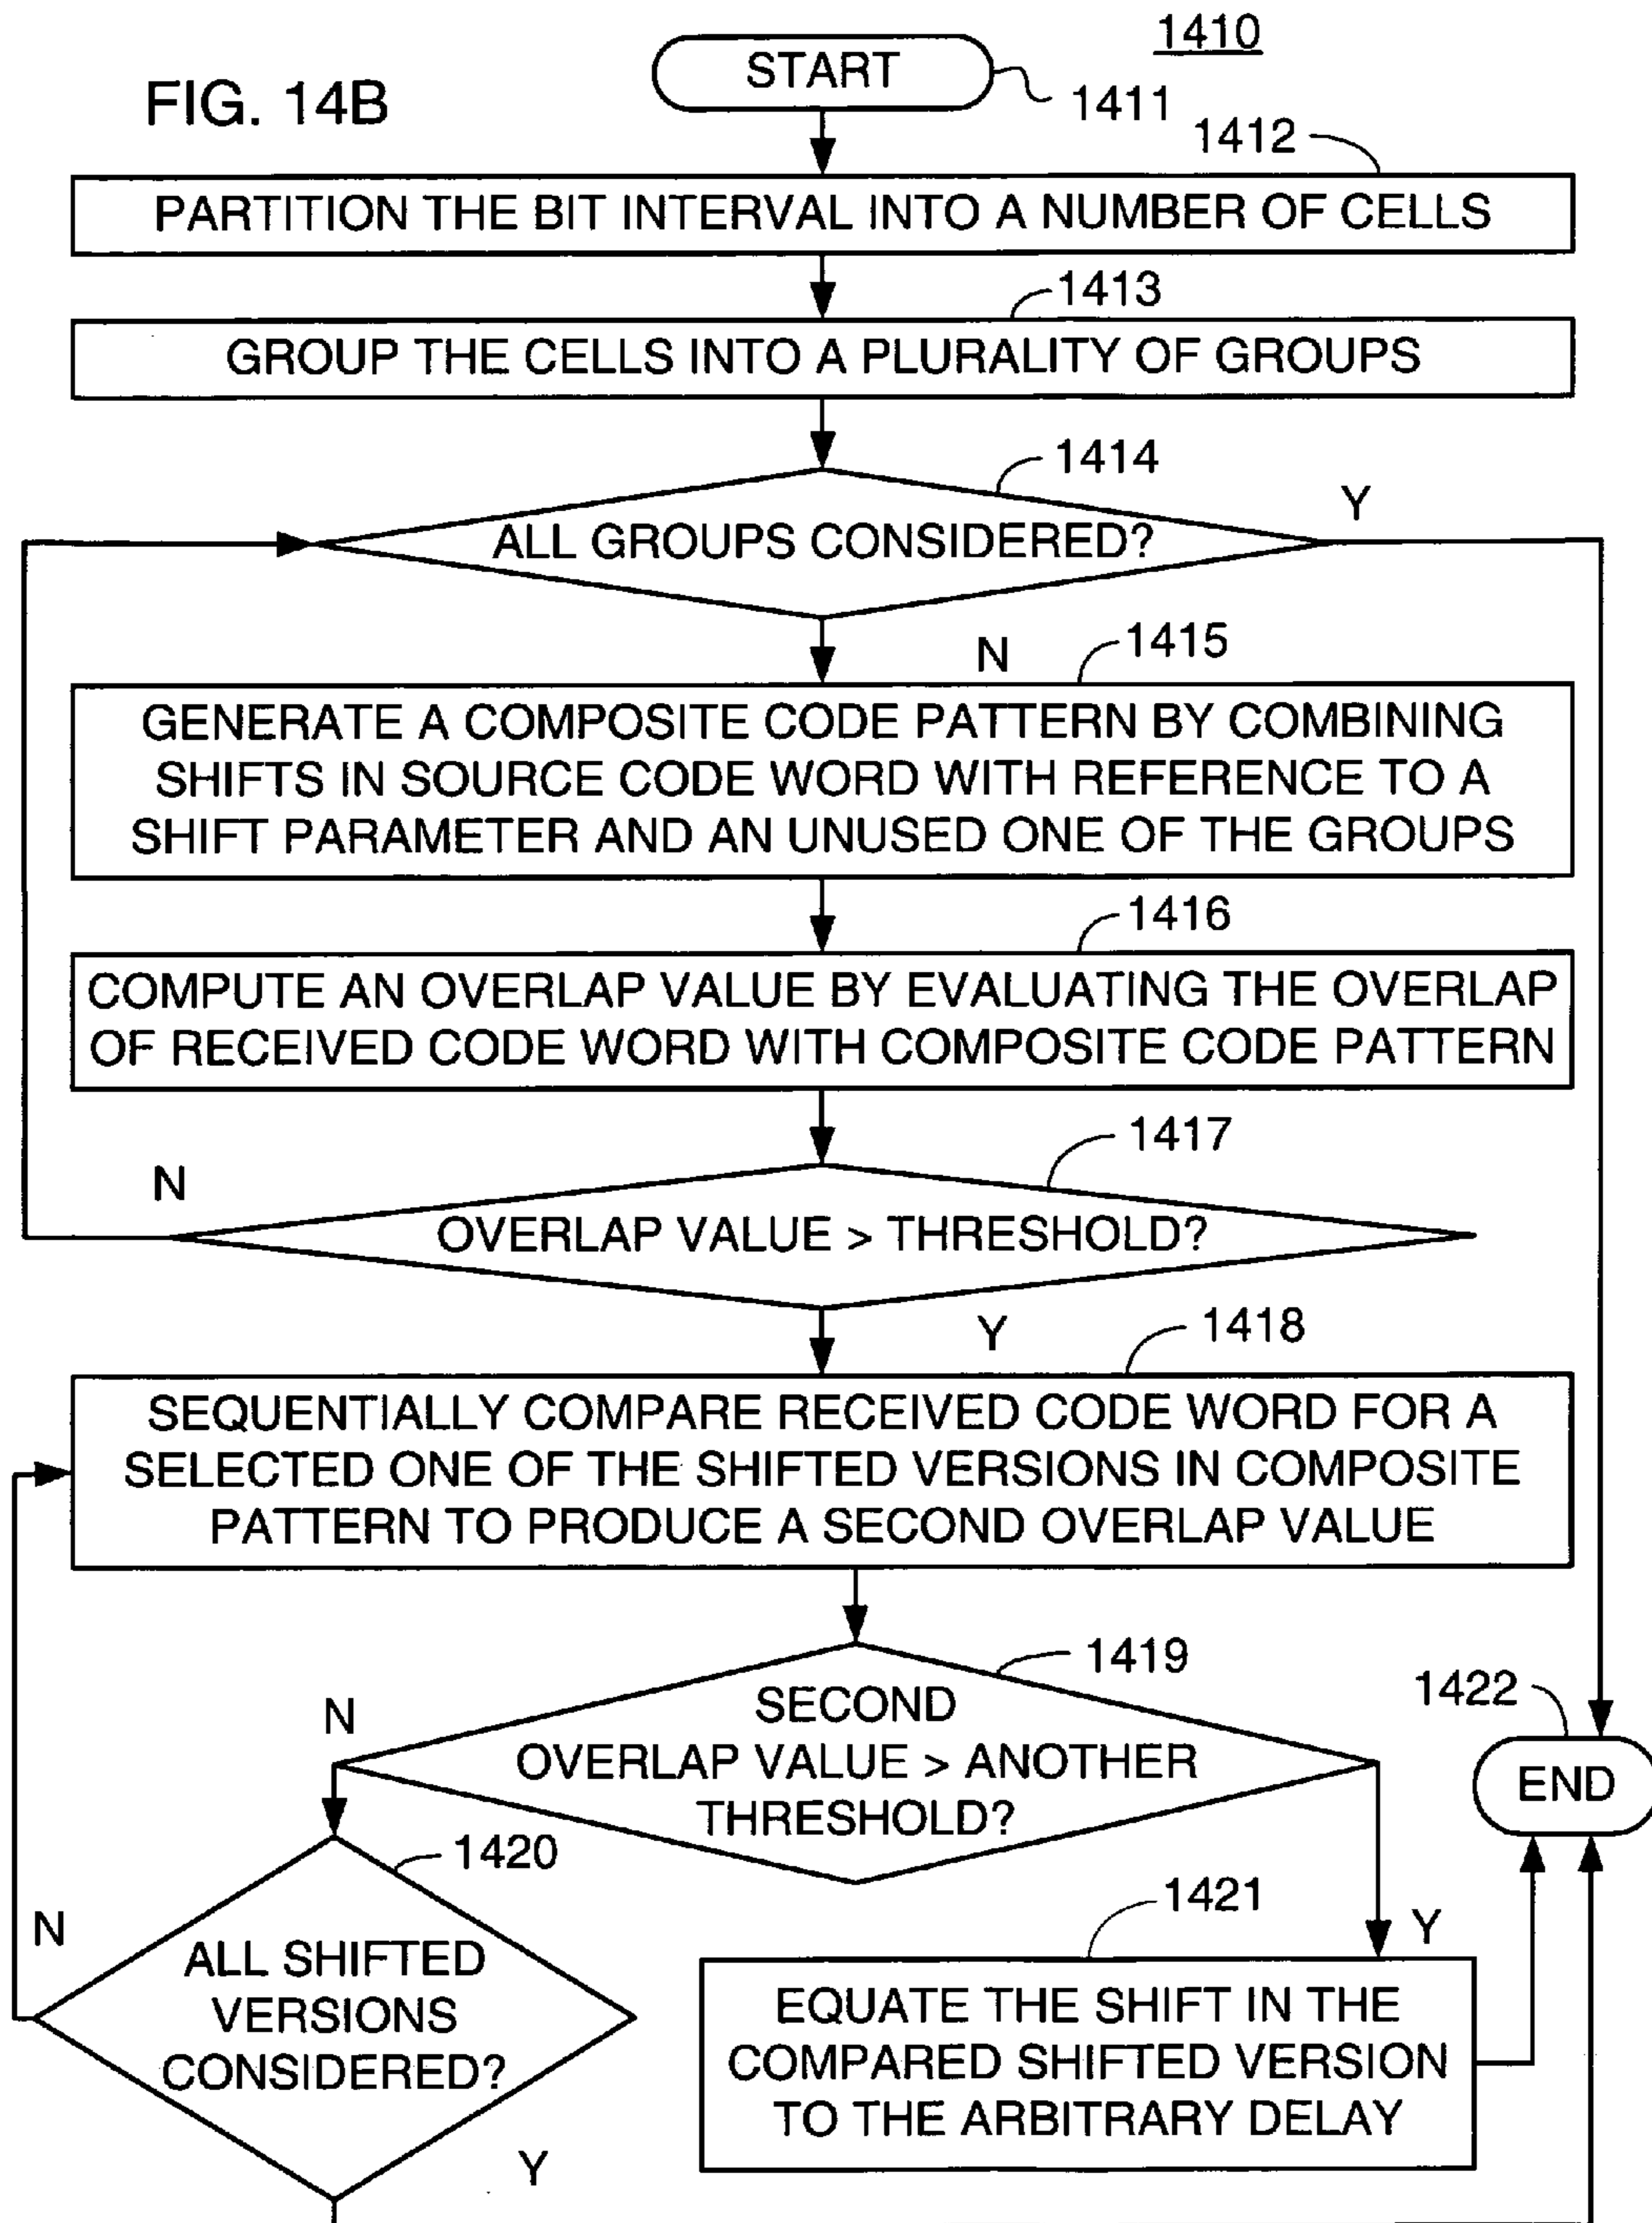 1410
START
FIG. 14B
1411
1412
PARTITION THE BIT INTERVAL INTO A NUMBER OF CELLS
1413
GROUP THE CELLS INTO A PLURALITY OF GROUPS
1414
Y
ALL GROUPS CONSIDERED?
N
1415
GENERATE A COMPOSITE CODE PATTERN BY COMBINING
SHIFTS IN SOURCE CODE WORD WITH REFERENCE TO A
SHIFT PARAMETER AND AN UNUSED ONE OF THE GROUPS
1416
COMPUTE AN OVERLAP VALUE BY EVALUATING THE OVERLAP
OF RECEIVED CODE WORD WITH COMPOSITE CODE PATTERN
1417
N
OVERLAP VALUE > THRESHOLD?
Y
1418
SEQUENTIALLY COMPARE RECEIVED CODE WORD FOR A
SELECTED ONE OF THE SHIFTED VERSIONS IN COMPOSITE
PATTERN TO PRODUCE A SECOND OVERLAP VALUE
1419
N
SECOND
OVERLAP VALUE > ANOTHER
THRESHOLD?
1422
END
1420
N
ALL SHIFTED
VERSIONS
CONSIDERED?
Y
1421
Y
EQUATE THE SHIFT IN THE
COMPARED SHIFTED VERSION
TO THE ARBITRARY DELAY